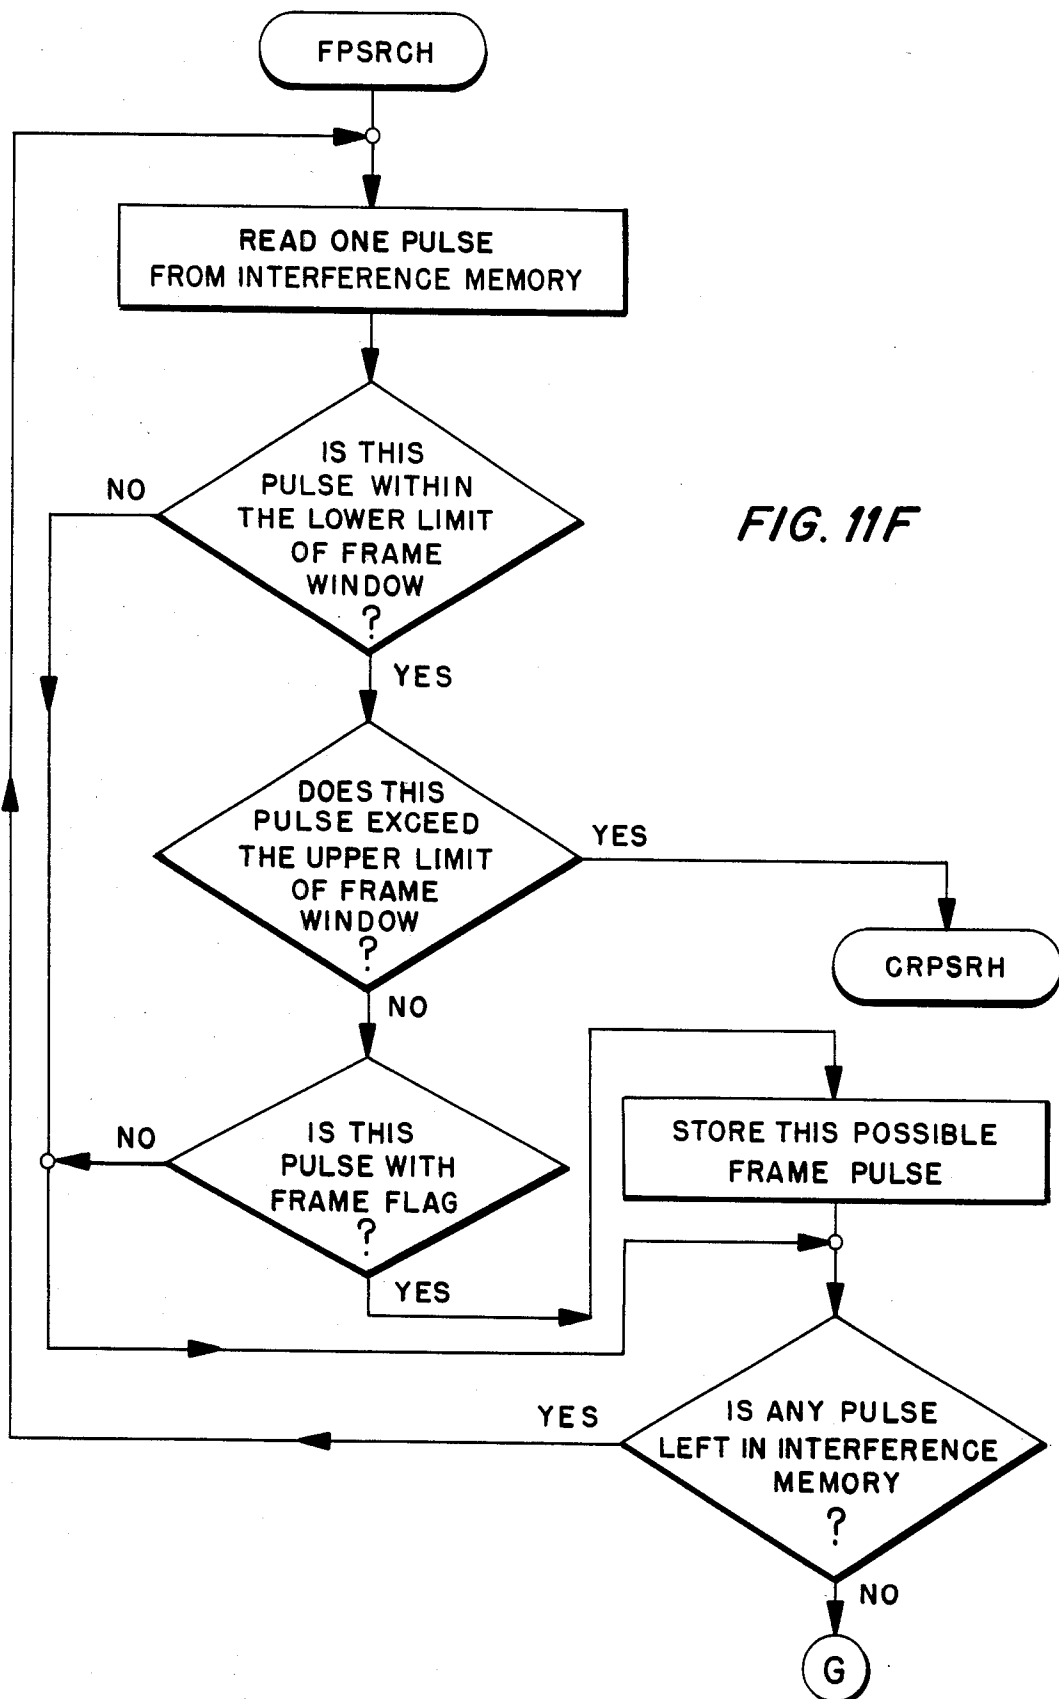 FPSRCH
READ ONE PULSE
FROM INTERFERENCE MEMORY
IS THIS
PULSE WITHIN
THE LOWER LIMIT
OF FRAME
WINDOW
?
NO
YES
FIG. 11F
DOES THIS
PULSE EXCEED
THE UPPER LIMIT
OF FRAME
WINDOW
?
YES
NO
CRPSRH
IS THIS
PULSE WITH
FRAME FLAG
?
NO
YES
STORE THIS POSSIBLE
FRAME PULSE
IS ANY PULSE
LEFT IN INTERFERENCE
MEMORY
?
YES
NO
G